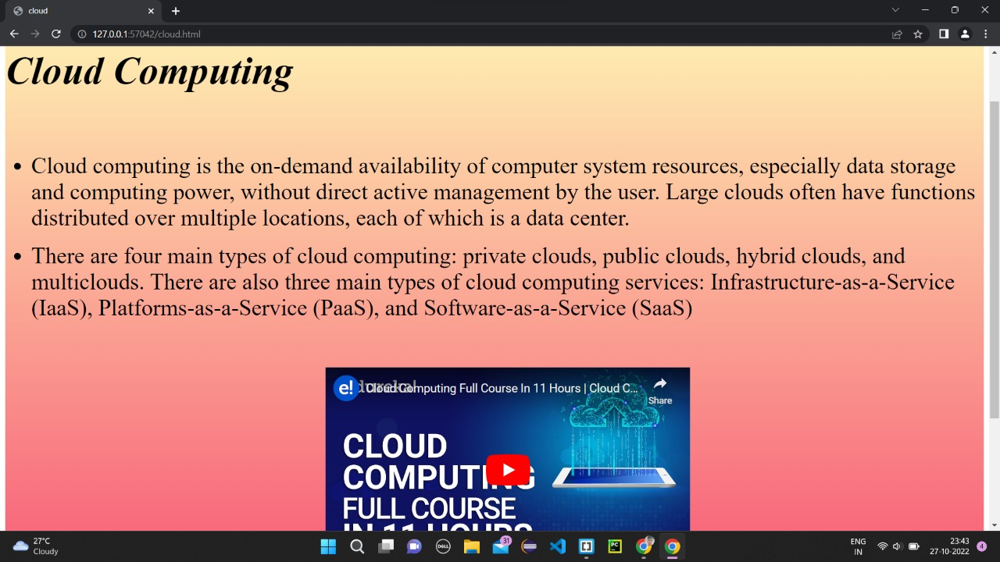 cloud
127.0.0.1:57042/cloud.html
Cloud Computing
Cloud computing is the on-demand availability of computer system resources, especially data storage
and computing power, without direct active management by the user. Large clouds often have functions
distributed over multiple locations, each of which is a data center.
There are four main types of cloud computing: private clouds, public clouds, hybrid clouds, and
multiclouds. There are also three main types of cloud computing services: Infrastructure-as-a-Service
(IaaS), Platforms-as-a-Service (PaaS), and Software-as-a-Service (SaaS)
e!
Cloud Computing Full Course In 11 Hours | Cloud C...
Share
CLOUD
COMPUTING
FULL COURSE
IN 11 HOURS
27°C
Cloudy
DELL
31
PC
ENG
IN
23:43
27-10-2022
4